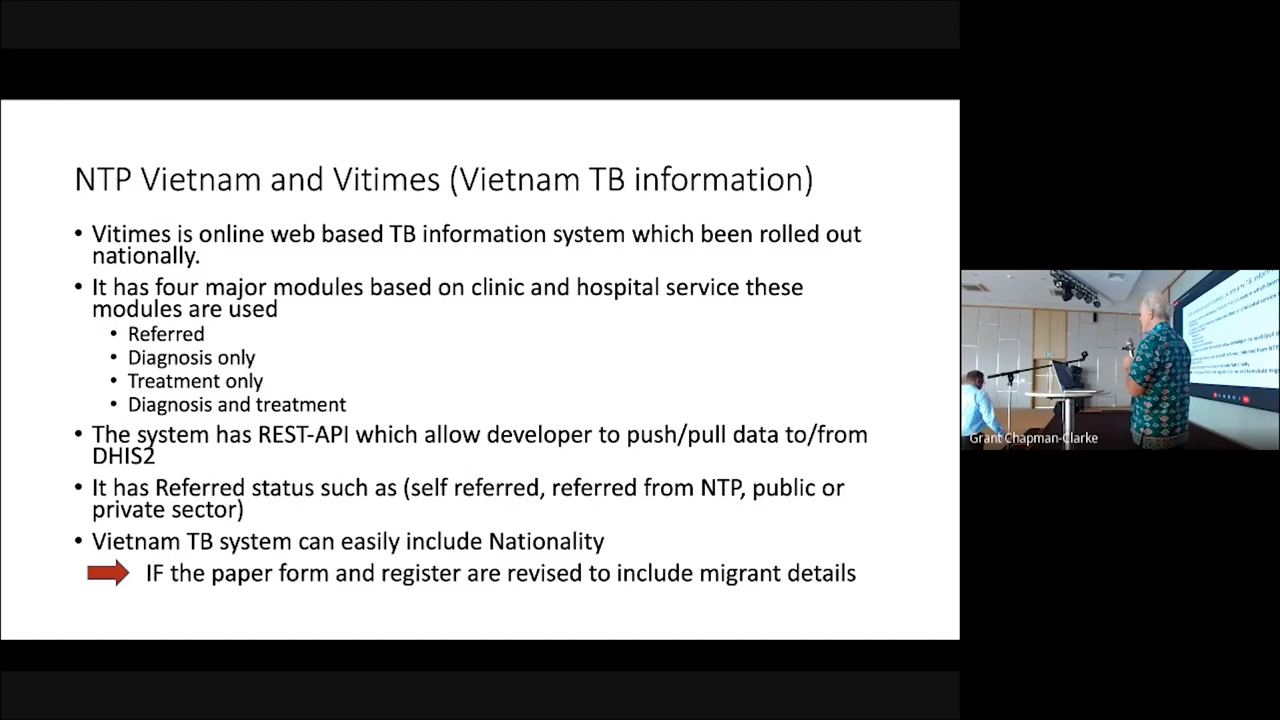 NTP Vietnam and Vitimes (Vietnam TB information)
• Vitimes is online web based TB information system which been rolled out
nationally.
• It has four major modules based on clinic and hospital service these
modules are used
• Referred
• Diagnosis only
• Treatment only
• Diagnosis and treatment
• The system has REST-API which allow developer to push/pull data to/from
DHIS2
• It has Referred status such as (self referred, referred from NTP, public or
private sector)
• Vietnam TB system can easily include Nationality
IF the paper form and register are revised to include migrant details
Grant Chapman-Clarke